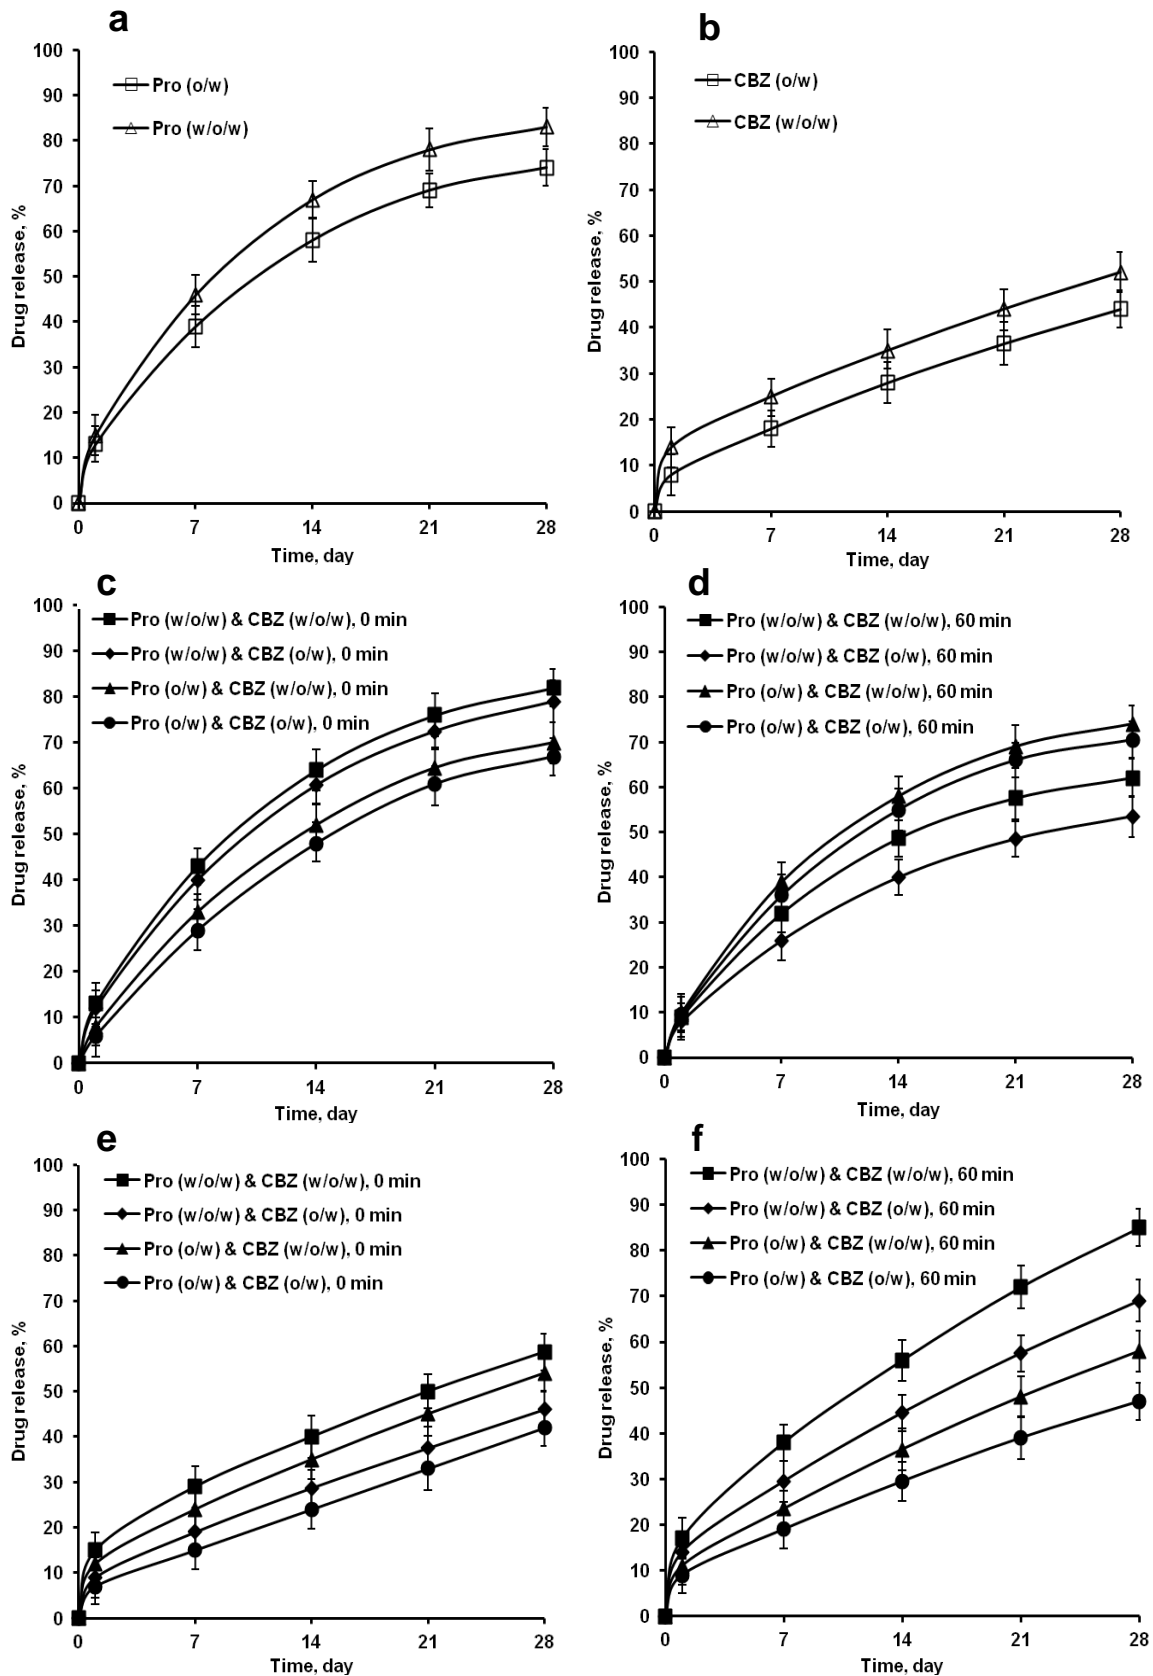 a
100
90
80
70
60
50
40
30
20
10
0
Drug release, %
Pro (o/w)
Pro (w/o/w)
0 7 14 21 28
Time, day
b
100
90
80
70
60
50
40
30
20
10
0
Drug release, %
CBZ (o/w)
CBZ (w/o/w)
0 7 14 21 28
Time, day
c
100
90
80
70
60
50
40
30
20
10
0
Drug release, %
Pro (w/o/w) & CBZ (w/o/w), 0 min
Pro (w/o/w) & CBZ (o/w), 0 min
Pro (o/w) & CBZ (w/o/w), 0 min
Pro (o/w) & CBZ (o/w), 0 min
0 7 14 21 28
Time, day
d
100
90
80
70
60
50
40
30
20
10
0
Drug release, %
Pro (w/o/w) & CBZ (w/o/w), 60 min
Pro (w/o/w) & CBZ (o/w), 60 min
Pro (o/w) & CBZ (w/o/w), 60 min
Pro (o/w) & CBZ (o/w), 60 min
0 7 14 21 28
Time, day
e
100
90
80
70
60
50
40
30
20
10
0
Drug release, %
Pro (w/o/w) & CBZ (w/o/w), 0 min
Pro (w/o/w) & CBZ (o/w), 0 min
Pro (o/w) & CBZ (w/o/w), 0 min
Pro (o/w) & CBZ (o/w), 0 min
0 7 14 21 28
Time, day
f
100
90
80
70
60
50
40
30
20
10
0
Drug release, %
Pro (w/o/w) & CBZ (w/o/w), 60 min
Pro (w/o/w) & CBZ (o/w), 60 min
Pro (o/w) & CBZ (w/o/w), 60 min
Pro (o/w) & CBZ (o/w), 60 min
0 7 14 21 28
Time, day